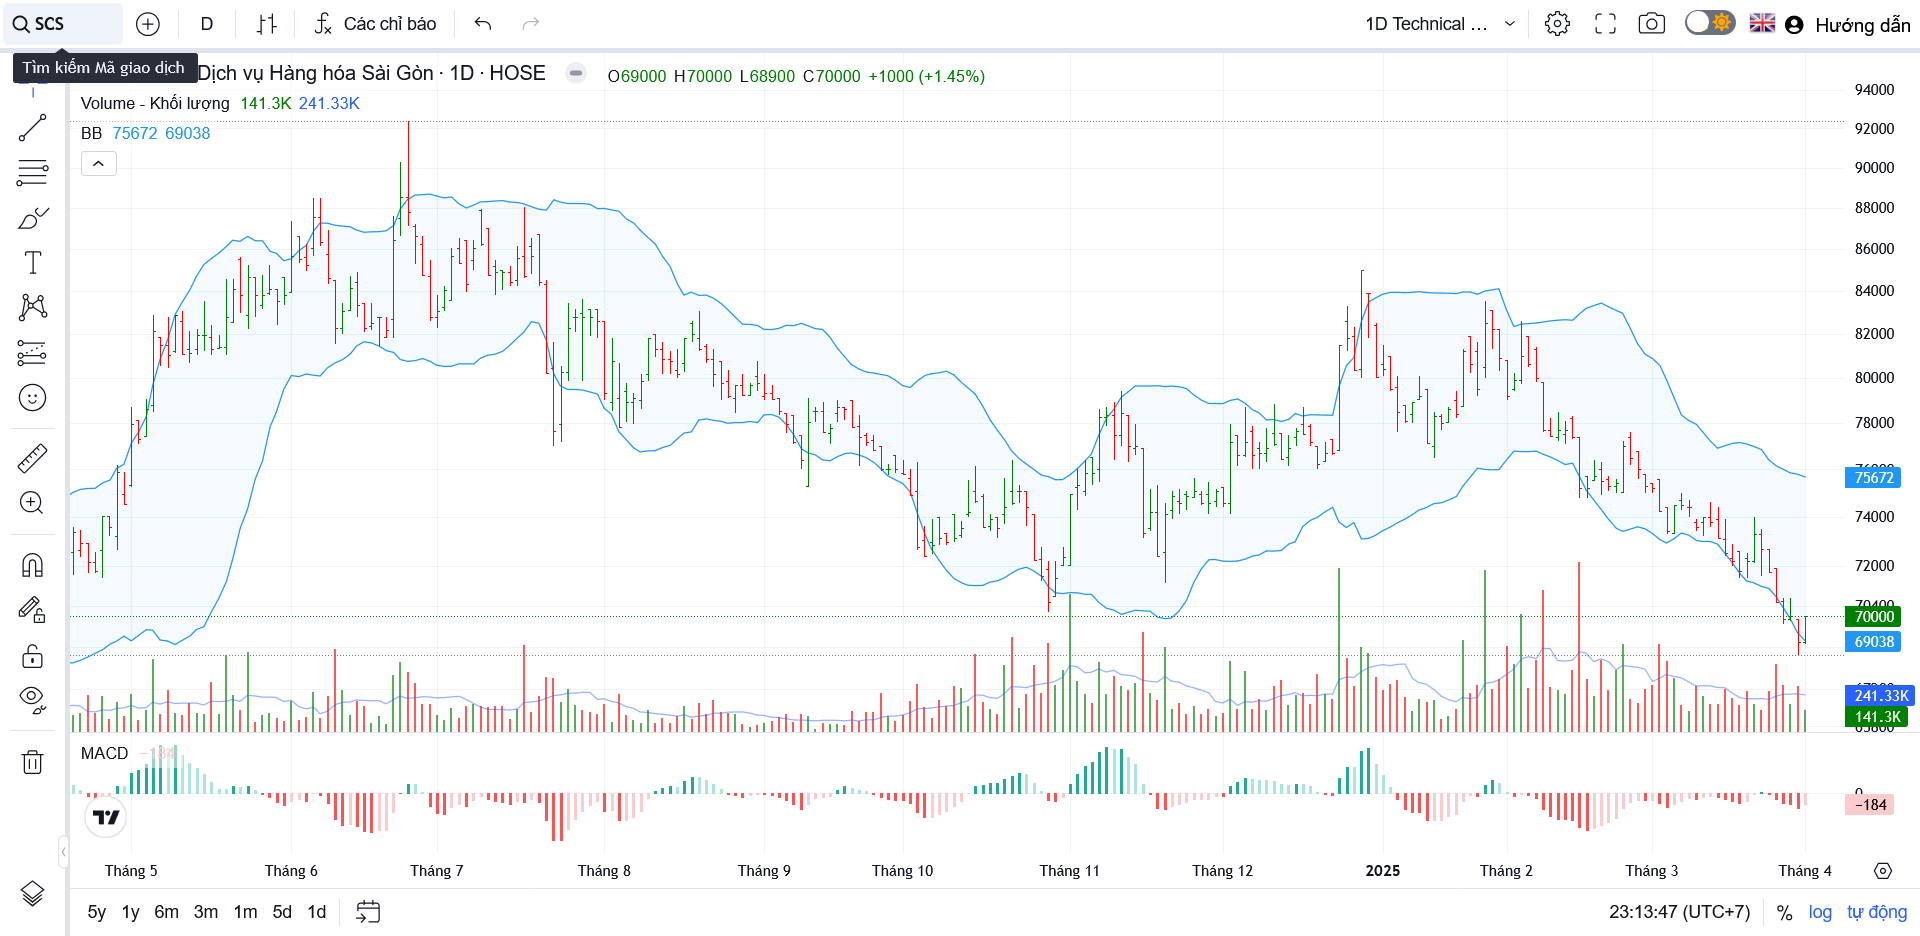 SCS
D
Các chỉ báo
1D Technical ...
Hướng dẫn
Tìm kiếm Mã giao dịch
Dịch vụ Hàng hóa Sài Gòn · 1D · HOSE
O69000 H70000 L68900 C70000 +1000 (+1.45%)
Volume - Khối lượng 141.3K 241.33K
BB 75672 69038
94000
92000
90000
88000
86000
84000
82000
80000
78000
75672
74000
72000
70000
69038
241.33K
141.3K
MACD −184
0
−184
Tháng 5
Tháng 6
Tháng 7
Tháng 8
Tháng 9
Tháng 10
Tháng 11
Tháng 12
2025
Tháng 2
Tháng 3
Tháng 4
5y 1y 6m 3m 1m 5d 1d
23:13:47 (UTC+7)
%
log
tự động